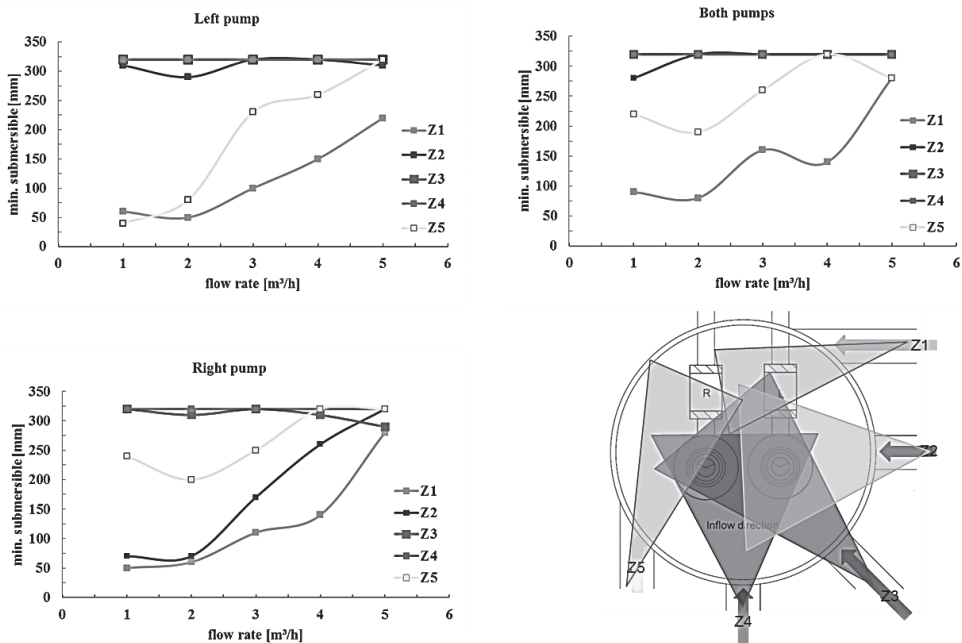 Left pump
min. submersible [mm]
350
300
250
200
150
100
50
0
0 1 2 3 4 5 6
flow rate [m³/h]
Z1
Z2
Z3
Z4
Z5
Both pumps
min. submersible [mm]
350
300
250
200
150
100
50
0
0 1 2 3 4 5 6
flow rate [m³/h]
Z1
Z2
Z3
Z4
Z5
Right pump
min. submersible [mm]
350
300
250
200
150
100
50
0
0 1 2 3 4 5 6
flow rate [m³/h]
Z1
Z2
Z3
Z4
Z5
Z1
R
Z2
Inflow direction
Z5
Z3
Z4